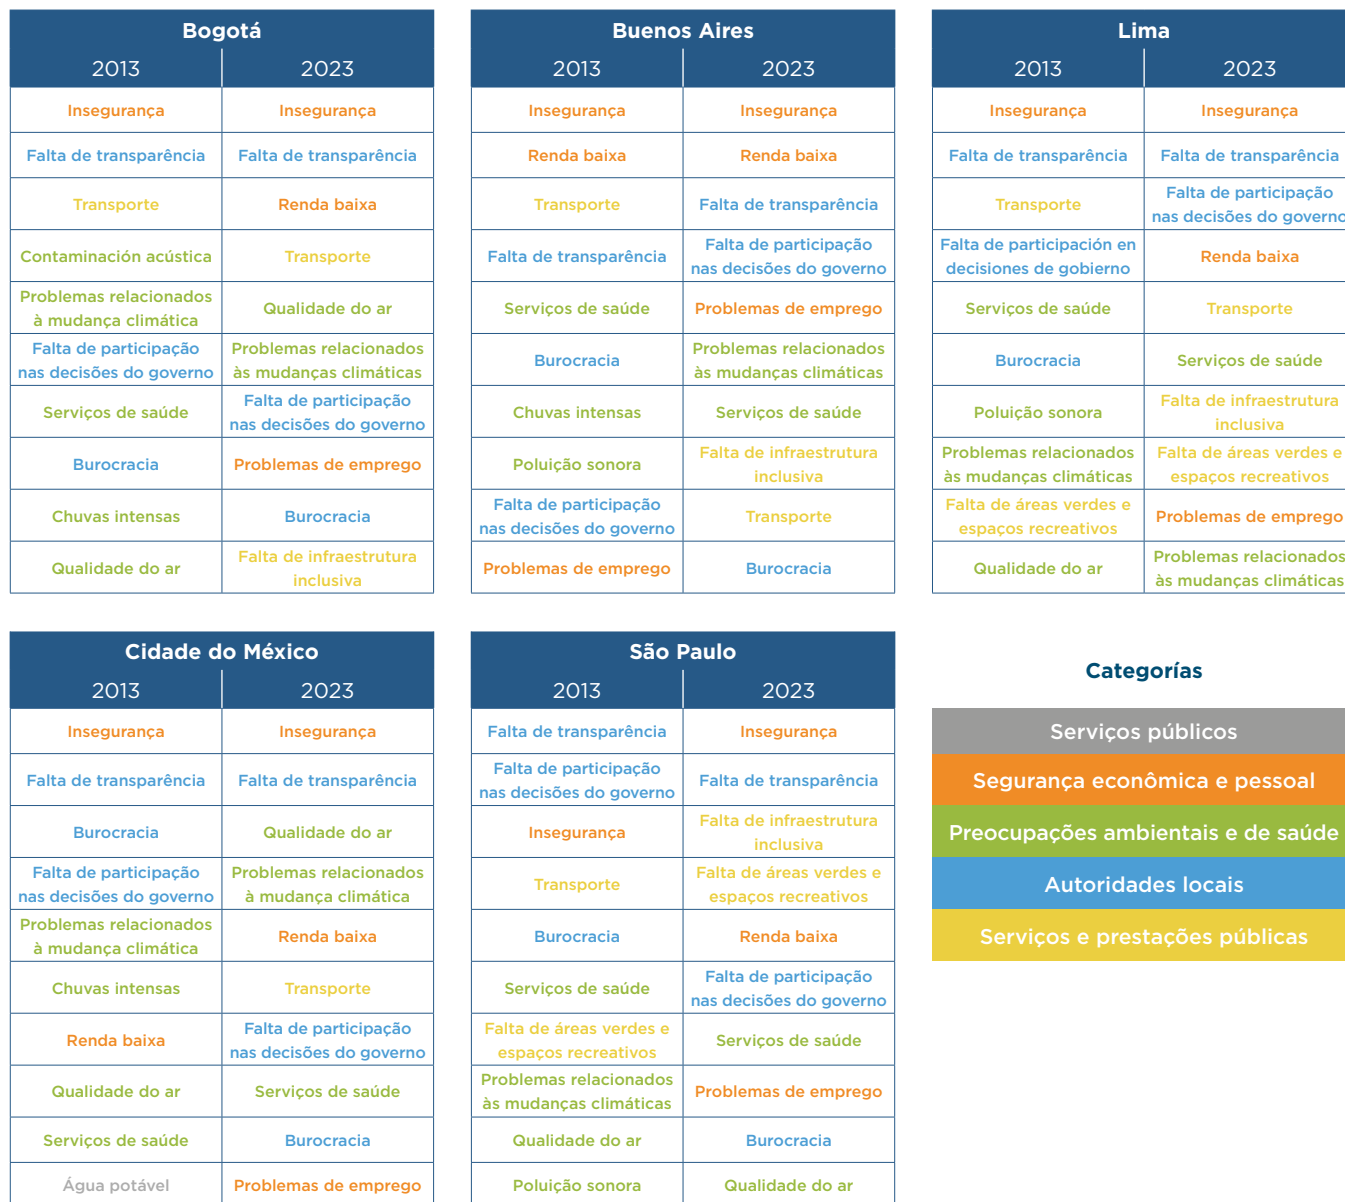 Bogotá
2013 2023
Insegurança Insegurança
Falta de transparência Falta de transparência
Transporte Renda baixa
Contaminación acústica Transporte
Problemas relacionados
à mudança climática
Qualidade do ar
Falta de participação
nas decisões do governo
Problemas relacionados
às mudanças climáticas
Serviços de saúde
Falta de participação
nas decisões do governo
Burocracia Problemas de emprego
Chuvas intensas Burocracia
Qualidade do ar
Falta de infraestrutura
inclusiva
Buenos Aires
2013 2023
Insegurança Insegurança
Renda baixa Renda baixa
Transporte Falta de transparência
Falta de transparência
Falta de participação
nas decisões do governo
Serviços de saúde Problemas de emprego
Burocracia
Problemas relacionados
às mudanças climáticas
Chuvas intensas Serviços de saúde
Poluição sonora
Falta de infraestrutura
inclusiva
Falta de participação
nas decisões do governo
Transporte
Problemas de emprego Burocracia
Lima
2013 2023
Insegurança Insegurança
Falta de transparência Falta de transparência
Transporte
Falta de participação
nas decisões do governo
Falta de participación en
decisiones de gobierno
Renda baixa
Serviços de saúde Transporte
Burocracia Serviços de saúde
Poluição sonora
Falta de infraestrutura
inclusiva
Problemas relacionados
às mudanças climáticas
Falta de áreas verdes e
espaços recreativos
Falta de áreas verdes e
espaços recreativos
Problemas de emprego
Qualidade do ar
Problemas relacionados
às mudanças climáticas
Cidade do México
2013 2023
Insegurança Insegurança
Falta de transparência Falta de transparência
Burocracia Qualidade do ar
Falta de participação
nas decisões do governo
Problemas relacionados
à mudança climática
Problemas relacionados
à mudança climática
Renda baixa
Chuvas intensas Transporte
Renda baixa
Falta de participação
nas decisões do governo
Qualidade do ar Serviços de saúde
Serviços de saúde Burocracia
Água potável Problemas de emprego
São Paulo
2013 2023
Falta de transparência Insegurança
Falta de participação
nas decisões do governo
Falta de transparência
Insegurança
Falta de infraestrutura
inclusiva
Transporte
Falta de áreas verdes e
espaços recreativos
Burocracia Renda baixa
Serviços de saúde
Falta de participação
nas decisões do governo
Falta de áreas verdes e
espaços recreativos
Serviços de saúde
Problemas relacionados
às mudanças climáticas
Problemas de emprego
Qualidade do ar Burocracia
Poluição sonora Qualidade do ar
Categorías
Serviços públicos
Segurança econômica e pessoal
Preocupações ambientais e de saúde
Autoridades locais
Serviços e prestações públicas